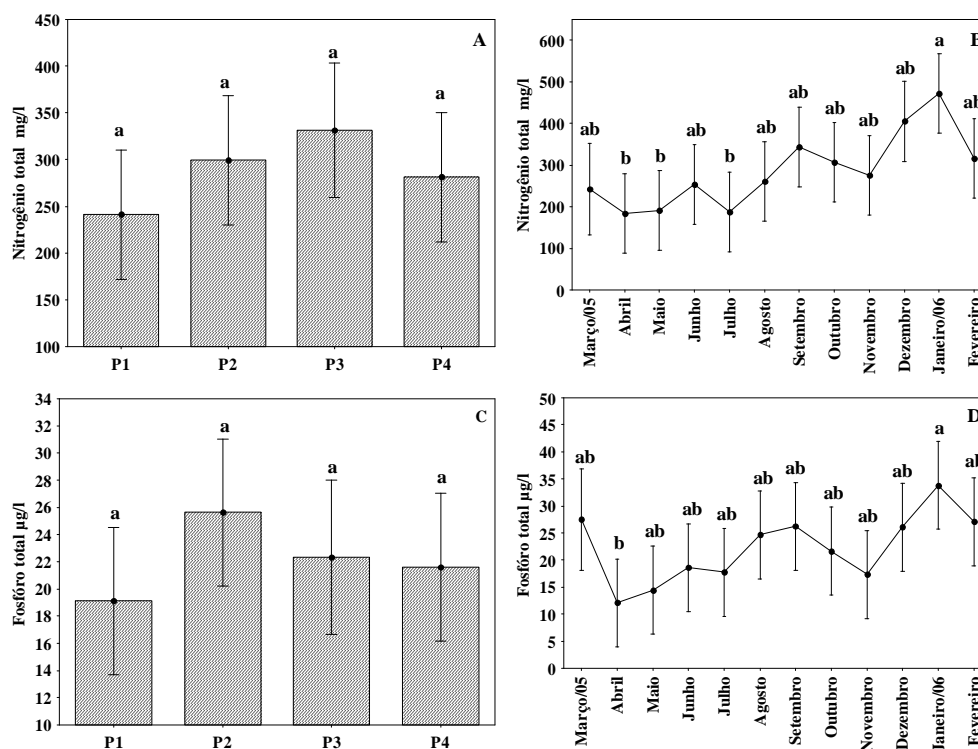 A
Nitrogênio total mg/l
450
400
350
300
250
200
150
100
a
a
a
a
P1
P2
P3
P4
B
Nitrogênio total mg/l
600
500
400
300
200
100
0
ab
b
b
ab
b
ab
ab
ab
ab
ab
a
ab
Março/05
Abril
Maio
Junho
Julho
Agosto
Setembro
Outubro
Novembro
Dezembro
Janeiro/06
Fevereiro
C
Fosfóro total µg/l
34
32
30
28
26
24
22
20
18
16
14
12
10
a
a
a
a
P1
P2
P3
P4
D
Fosfóro total µg/l
50
45
40
35
30
25
20
15
10
5
0
ab
b
ab
ab
ab
ab
ab
ab
ab
ab
a
ab
Março/05
Abril
Maio
Junho
Julho
Agosto
Setembro
Outubro
Novembro
Dezembro
Janeiro/06
Fevereiro